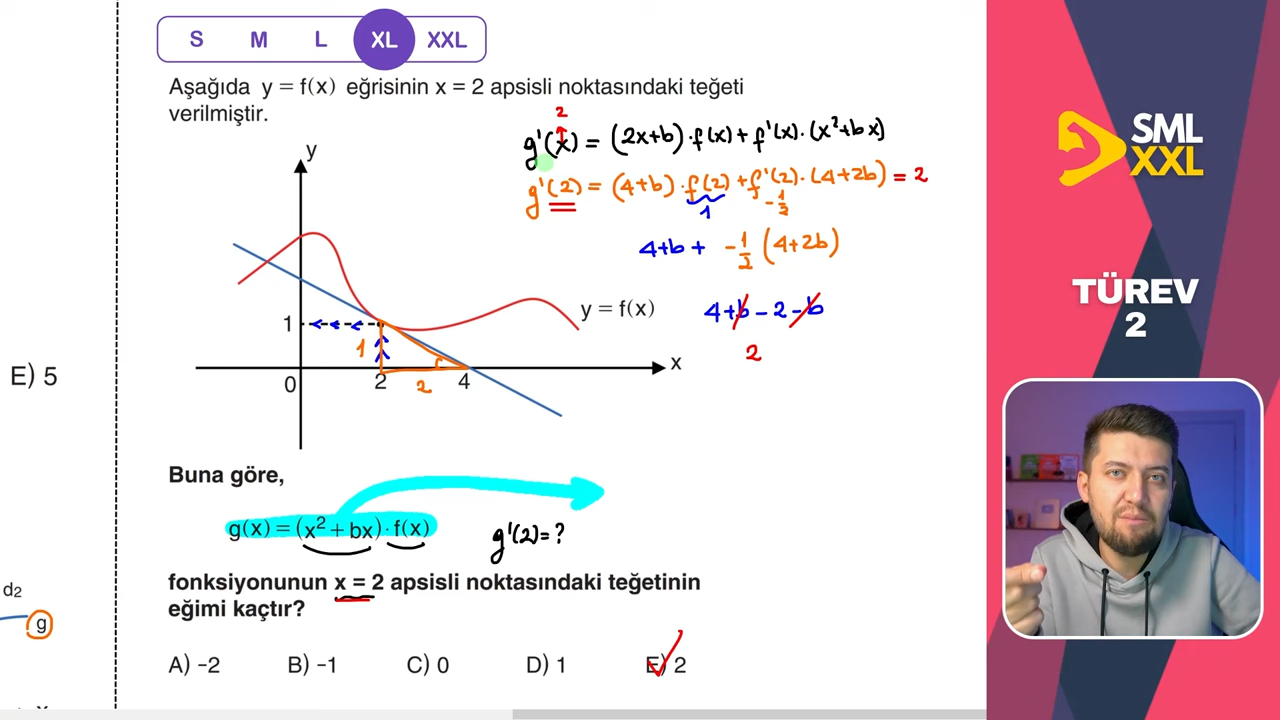 S M L XL XXL
Aşağıda y = f(x) eğrisinin x = 2 apsisli noktasındaki teğeti
verilmiştir.
2
g'(x) = (2x+b)·f(x)+f'(x)·(x²+bx)
g'(2) = (4+b)·f(2)+f'(2)·(4+2b) = 2
1 -1/2
4+b + -1/2 (4+2b)
4+b - 2 - b
2
y
y = f(x)
1
1
x
0 2 2 4
Buna göre,
g(x) = (x² + bx) · f(x)
g'(2) = ?
fonksiyonunun x = 2 apsisli noktasındaki teğetinin
eğimi kaçtır?
A) -2 B) -1 C) 0 D) 1 E) 2
E) 5
d2
g
SML
XXL
TÜREV
2